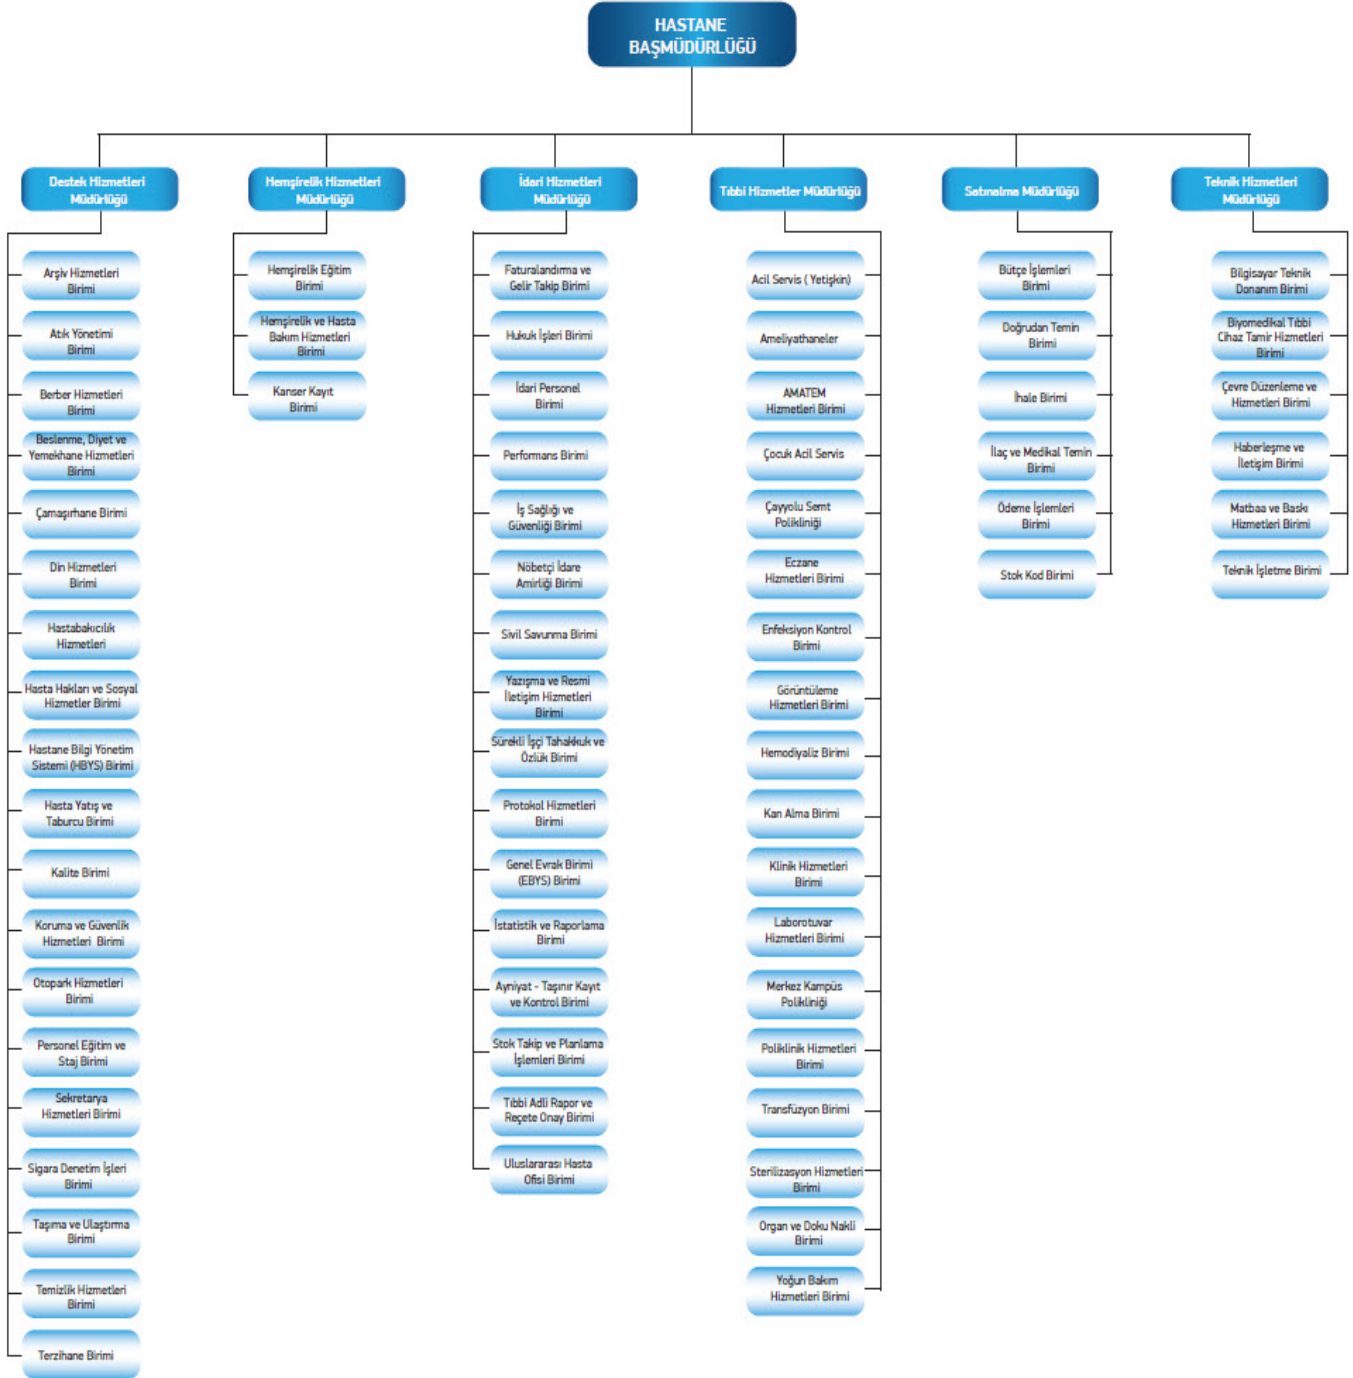 HASTANE
BAŞMÜDÜRLÜĞÜ
Destek Hizmetleri
Müdürlüğü
Arşiv Hizmetleri
Birimi
Atık Yönetimi
Birimi
Berber Hizmetleri
Birimi
Beslenme, Diyet ve
Yemekhane Hizmetleri
Birimi
Çamaşırhane Birimi
Din Hizmetleri
Birimi
Hastabakıcılık
Hizmetleri
Hasta Hakları ve Sosyal
Hizmetler Birimi
Hastane Bilgi Yönetim
Sistemi (HBYS) Birimi
Hasta Yatış ve
Taburcu Birimi
Kalite Birimi
Koruma ve Güvenlik
Hizmetleri Birimi
Otopark Hizmetleri
Birimi
Personel Eğitim ve
Staj Birimi
Sekretarya
Hizmetleri Birimi
Sigara Denetim İşleri
Birimi
Taşıma ve Ulaştırma
Birimi
Temizlik Hizmetleri
Birimi
Terzihane Birimi
Hemşirelik Hizmetleri
Müdürlüğü
Hemşirelik Eğitim
Birimi
Hemşirelik ve Hasta
Bakım Hizmetleri
Birimi
Kanser Kayıt
Birimi
İdari Hizmetleri
Müdürlüğü
Faturalandırma ve
Gelir Takip Birimi
Hukuk İşleri Birimi
İdari Personel
Birimi
Performans Birimi
İş Sağlığı ve
Güvenliği Birimi
Nöbetçi İdare
Amirliği Birimi
Sivil Savunma Birimi
Yazışma ve Resmi
İletişim Hizmetleri
Birimi
Sürekli İşçi Tahakkuk ve
Özlük Birimi
Protokol Hizmetleri
Birimi
Genel Evrak Birimi
(EBYS) Birimi
İstatistik ve Raporlama
Birimi
Ayniyat - Taşınır Kayıt
ve Kontrol Birimi
Stok Takip ve Planlama
İşlemleri Birimi
Tıbbi Adli Rapor ve
Reçete Onay Birimi
Uluslararası Hasta
Ofisi Birimi
Tıbbi Hizmetler Müdürlüğü
Acil Servis ( Yetişkin)
Ameliyathaneler
AMATEM
Hizmetleri Birimi
Çocuk Acil Servis
Çayyolu Semt
Polikliniği
Eczane
Hizmetleri Birimi
Enfeksiyon Kontrol
Birimi
Görüntüleme
Hizmetleri Birimi
Hemodiyaliz Birimi
Kan Alma Birimi
Klinik Hizmetleri
Birimi
Laborotuvar
Hizmetleri Birimi
Merkez Kampüs
Polikliniği
Poliklinik Hizmetleri
Birimi
Transfüzyon Birimi
Sterilizasyon Hizmetleri
Birimi
Organ ve Doku Nakli
Birimi
Yoğun Bakım
Hizmetleri Birimi
Satınalma Müdürlüğü
Bütçe İşlemleri
Birimi
Doğrudan Temin
Birimi
İhale Birimi
İlaç ve Medikal Temin
Birimi
Ödeme İşlemleri
Birimi
Stok Kod Birimi
Teknik Hizmetleri
Müdürlüğü
Bilgisayar Teknik
Donanım Birimi
Biyomedikal Tıbbi
Cihaz Tamir Hizmetleri
Birimi
Çevre Düzenleme ve
Hizmetleri Birimi
Haberleşme ve
İletişim Birimi
Matbaa ve Baskı
Hizmetleri Birimi
Teknik İşletme Birimi